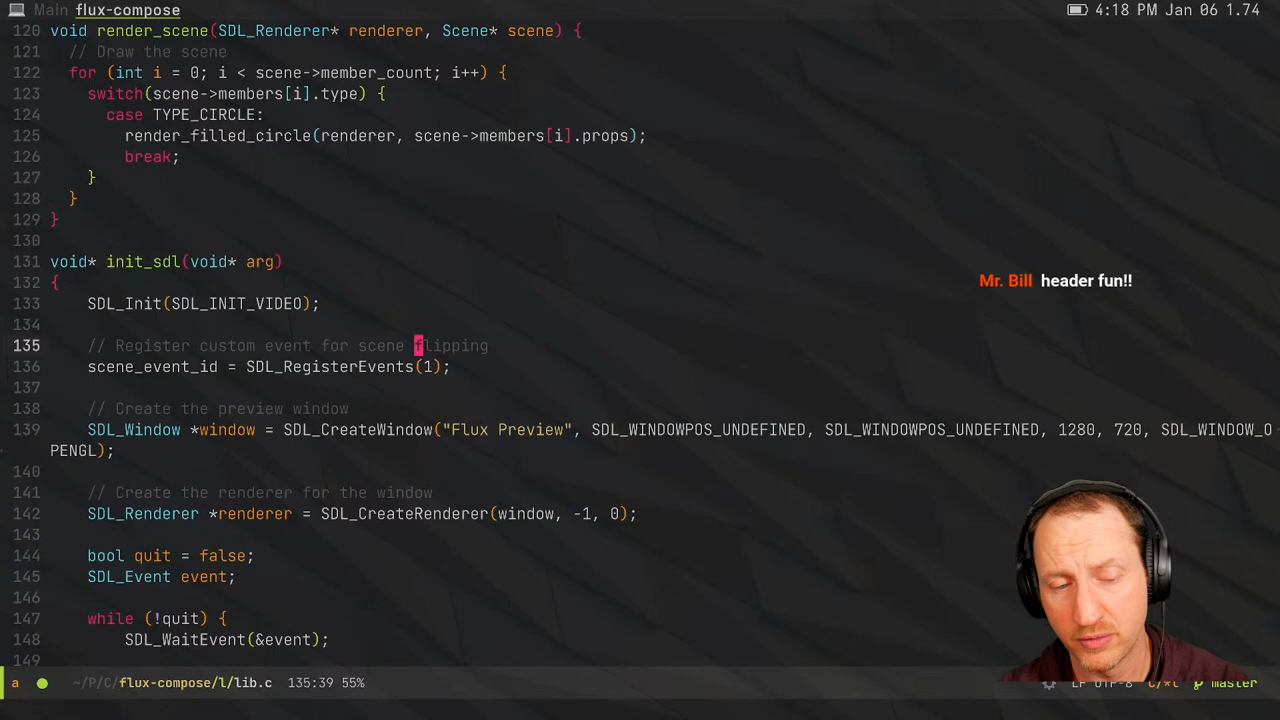 Main flux-compose
4:18 PM Jan 06 1.74
120 void render_scene(SDL_Renderer* renderer, Scene* scene) {
121 // Draw the scene
122 for (int i = 0; i < scene->member_count; i++) {
123 switch(scene->members[i].type) {
124 case TYPE_CIRCLE:
125 render_filled_circle(renderer, scene->members[i].props);
126 break;
127 }
128 }
129 }
130
131 void* init_sdl(void* arg)
132 {
Mr. Bill header fun!!
133 SDL_Init(SDL_INIT_VIDEO);
134
135 // Register custom event for scene flipping
136 scene_event_id = SDL_RegisterEvents(1);
137
138 // Create the preview window
139 SDL_Window *window = SDL_CreateWindow("Flux Preview", SDL_WINDOWPOS_UNDEFINED, SDL_WINDOWPOS_UNDEFINED, 1280, 720, SDL_WINDOW_O
PENGL);
140
141 // Create the renderer for the window
142 SDL_Renderer *renderer = SDL_CreateRenderer(window, -1, 0);
143
144 bool quit = false;
145 SDL_Event event;
146
147 while (!quit) {
148 SDL_WaitEvent(&event);
149
a ~/P/C/flux-compose/l/lib.c 135:39 55% LF UTF-8 C/*l master